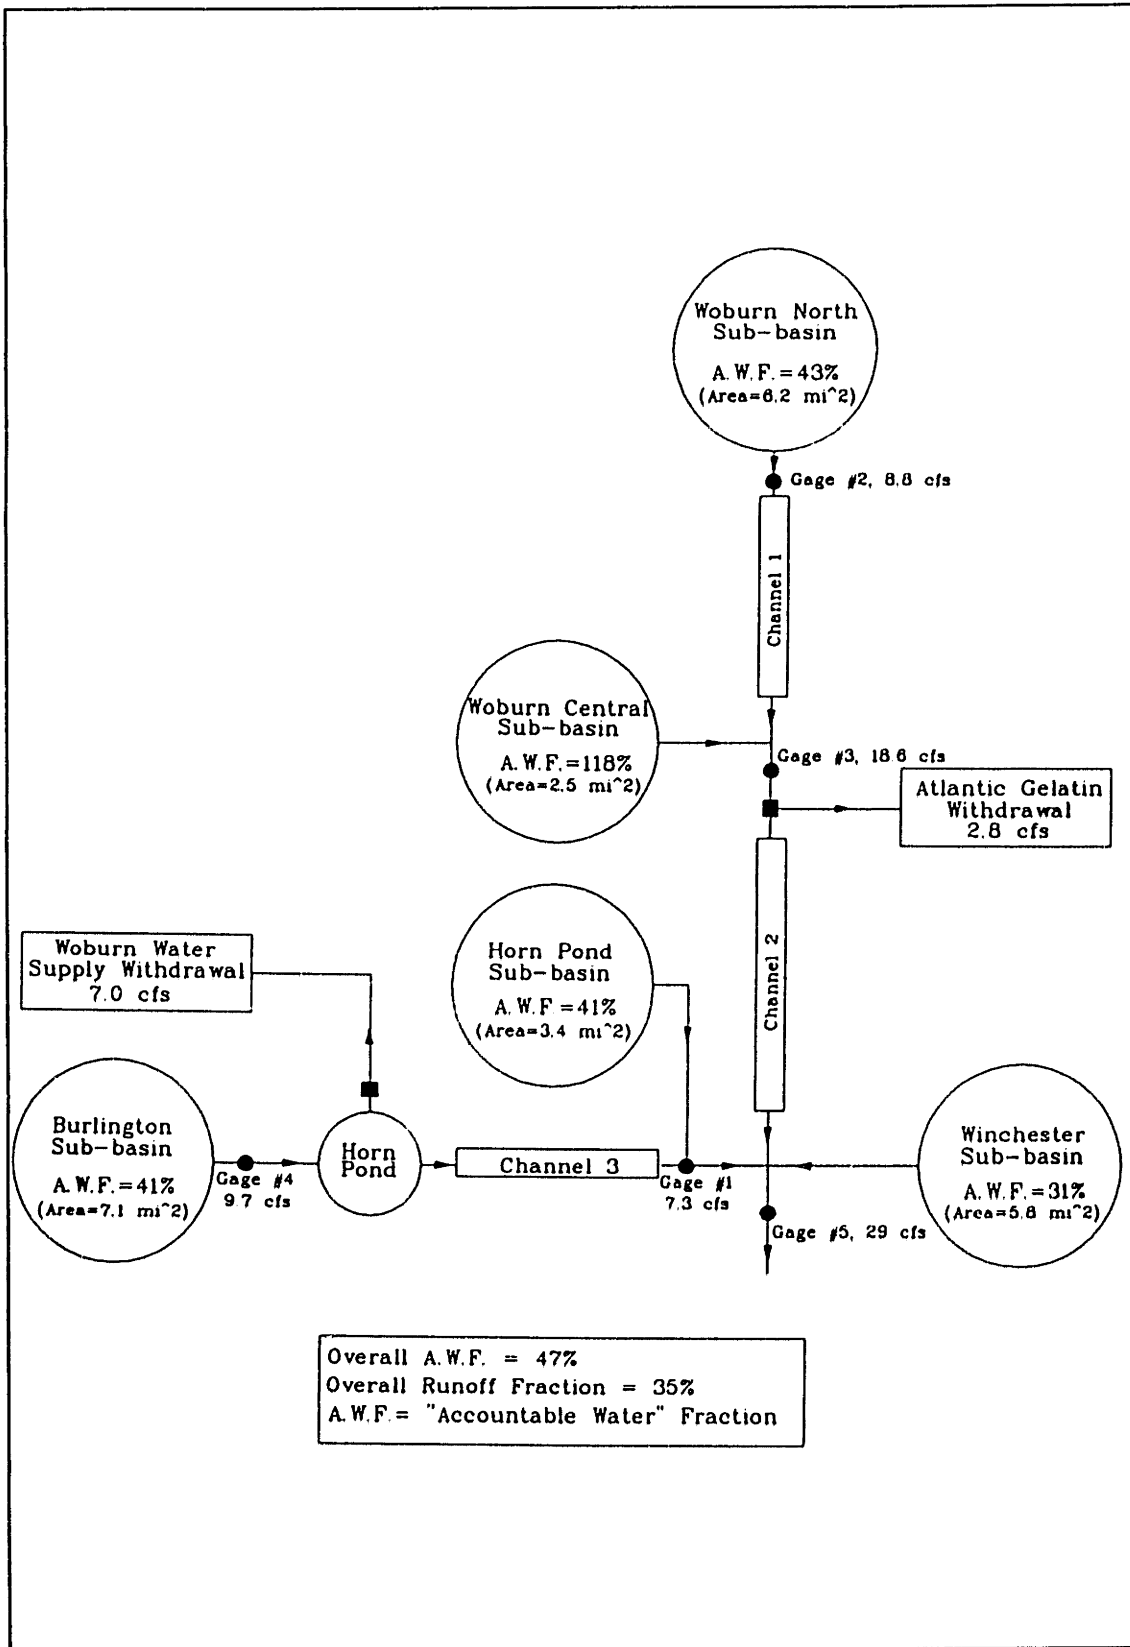 Woburn North
Sub-basin
A.W.F.=43%
(Area=6.2 mi^2)
Gage #2, 8.8 cfs
Channel 1
Woburn Central
Sub-basin
A.W.F.=118%
(Area=2.5 mi^2)
Gage #3, 18.6 cfs
Atlantic Gelatin
Withdrawal
2.8 cfs
Channel 2
Horn Pond
Sub-basin
A.W.F =41%
(Area=3.4 mi^2)
Woburn Water
Supply Withdrawal
7.0 cfs
Burlington
Sub-basin
A.W.F.=41%
(Area=7.1 mi^2)
Gage #4
9.7 cfs
Horn
Pond
Channel 3
Gage #1
7.3 cfs
Winchester
Sub-basin
A.W.F.=31%
(Area=5.8 mi^2)
Gage #5, 29 cfs
Overall A.W.F. = 47%
Overall Runoff Fraction = 35%
A.W.F.= "Accountable Water" Fraction